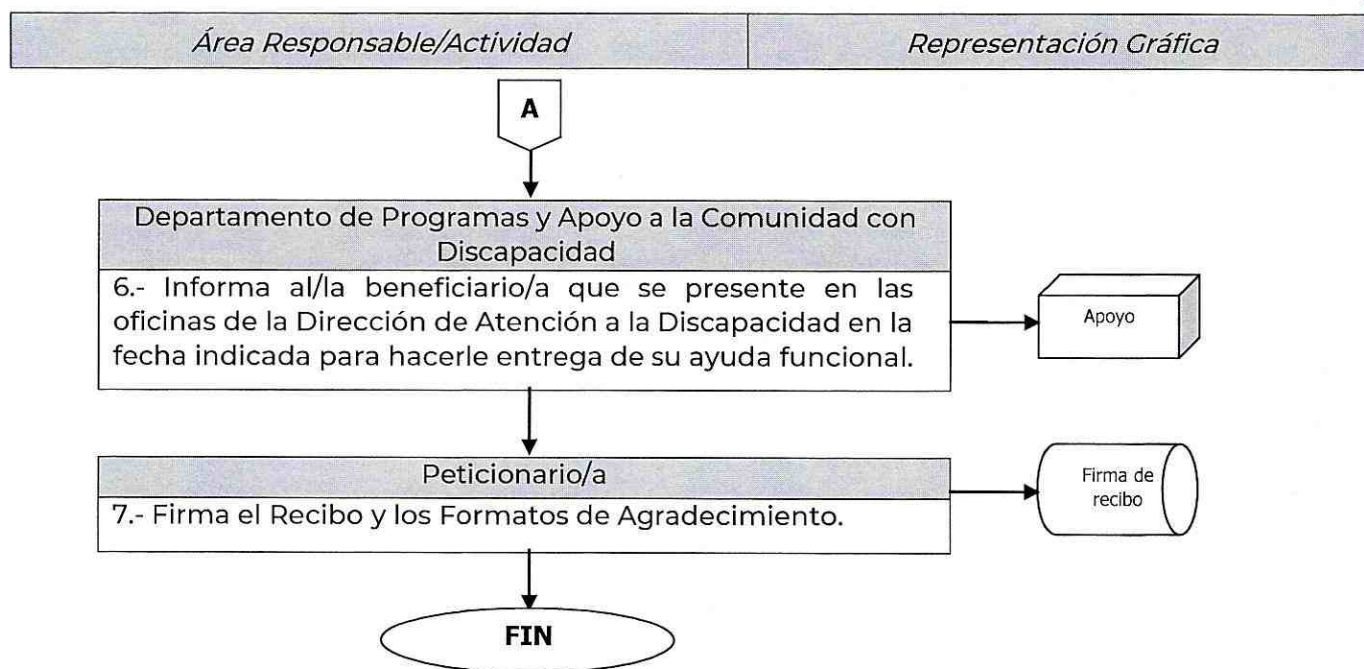 Área Responsable/Actividad
Representación Gráfica
A
Departamento de Programas y Apoyo a la Comunidad con
Discapacidad
6.- Informa al/la beneficiario/a que se presente en las
oficinas de la Dirección de Atención a la Discapacidad en la
fecha indicada para hacerle entrega de su ayuda funcional.
Apoyo
Peticionario/a
7.- Firma el Recibo y los Formatos de Agradecimiento.
Firma de
recibo
FIN